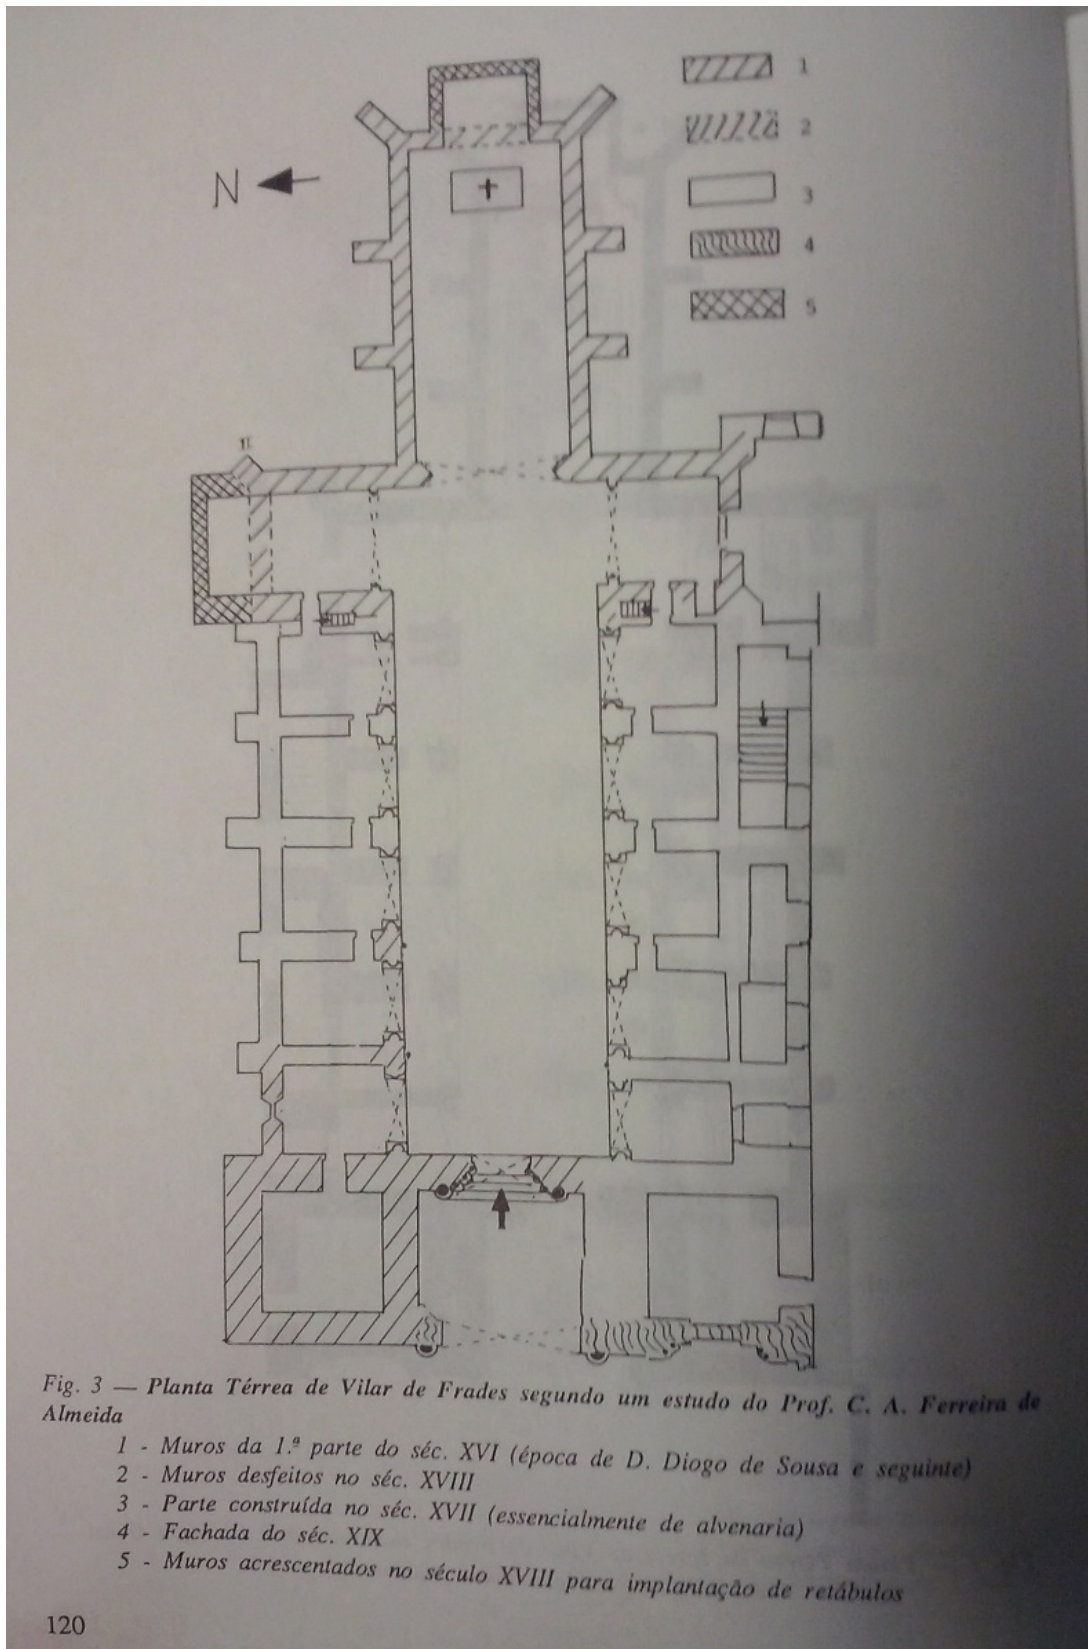 1
2
N
3
4
5
Fig. 3 — Planta Térrea de Vilar de Frades segundo um estudo do Prof. C. A. Ferreira de
Almeida
1 - Muros da 1.ª parte do séc. XVI (época de D. Diogo de Sousa e seguinte)
2 - Muros desfeitos no séc. XVIII
3 - Parte construída no séc. XVII (essencialmente de alvenaria)
4 - Fachada do séc. XIX
5 - Muros acrescentados no século XVIII para implantação de retábulos
120